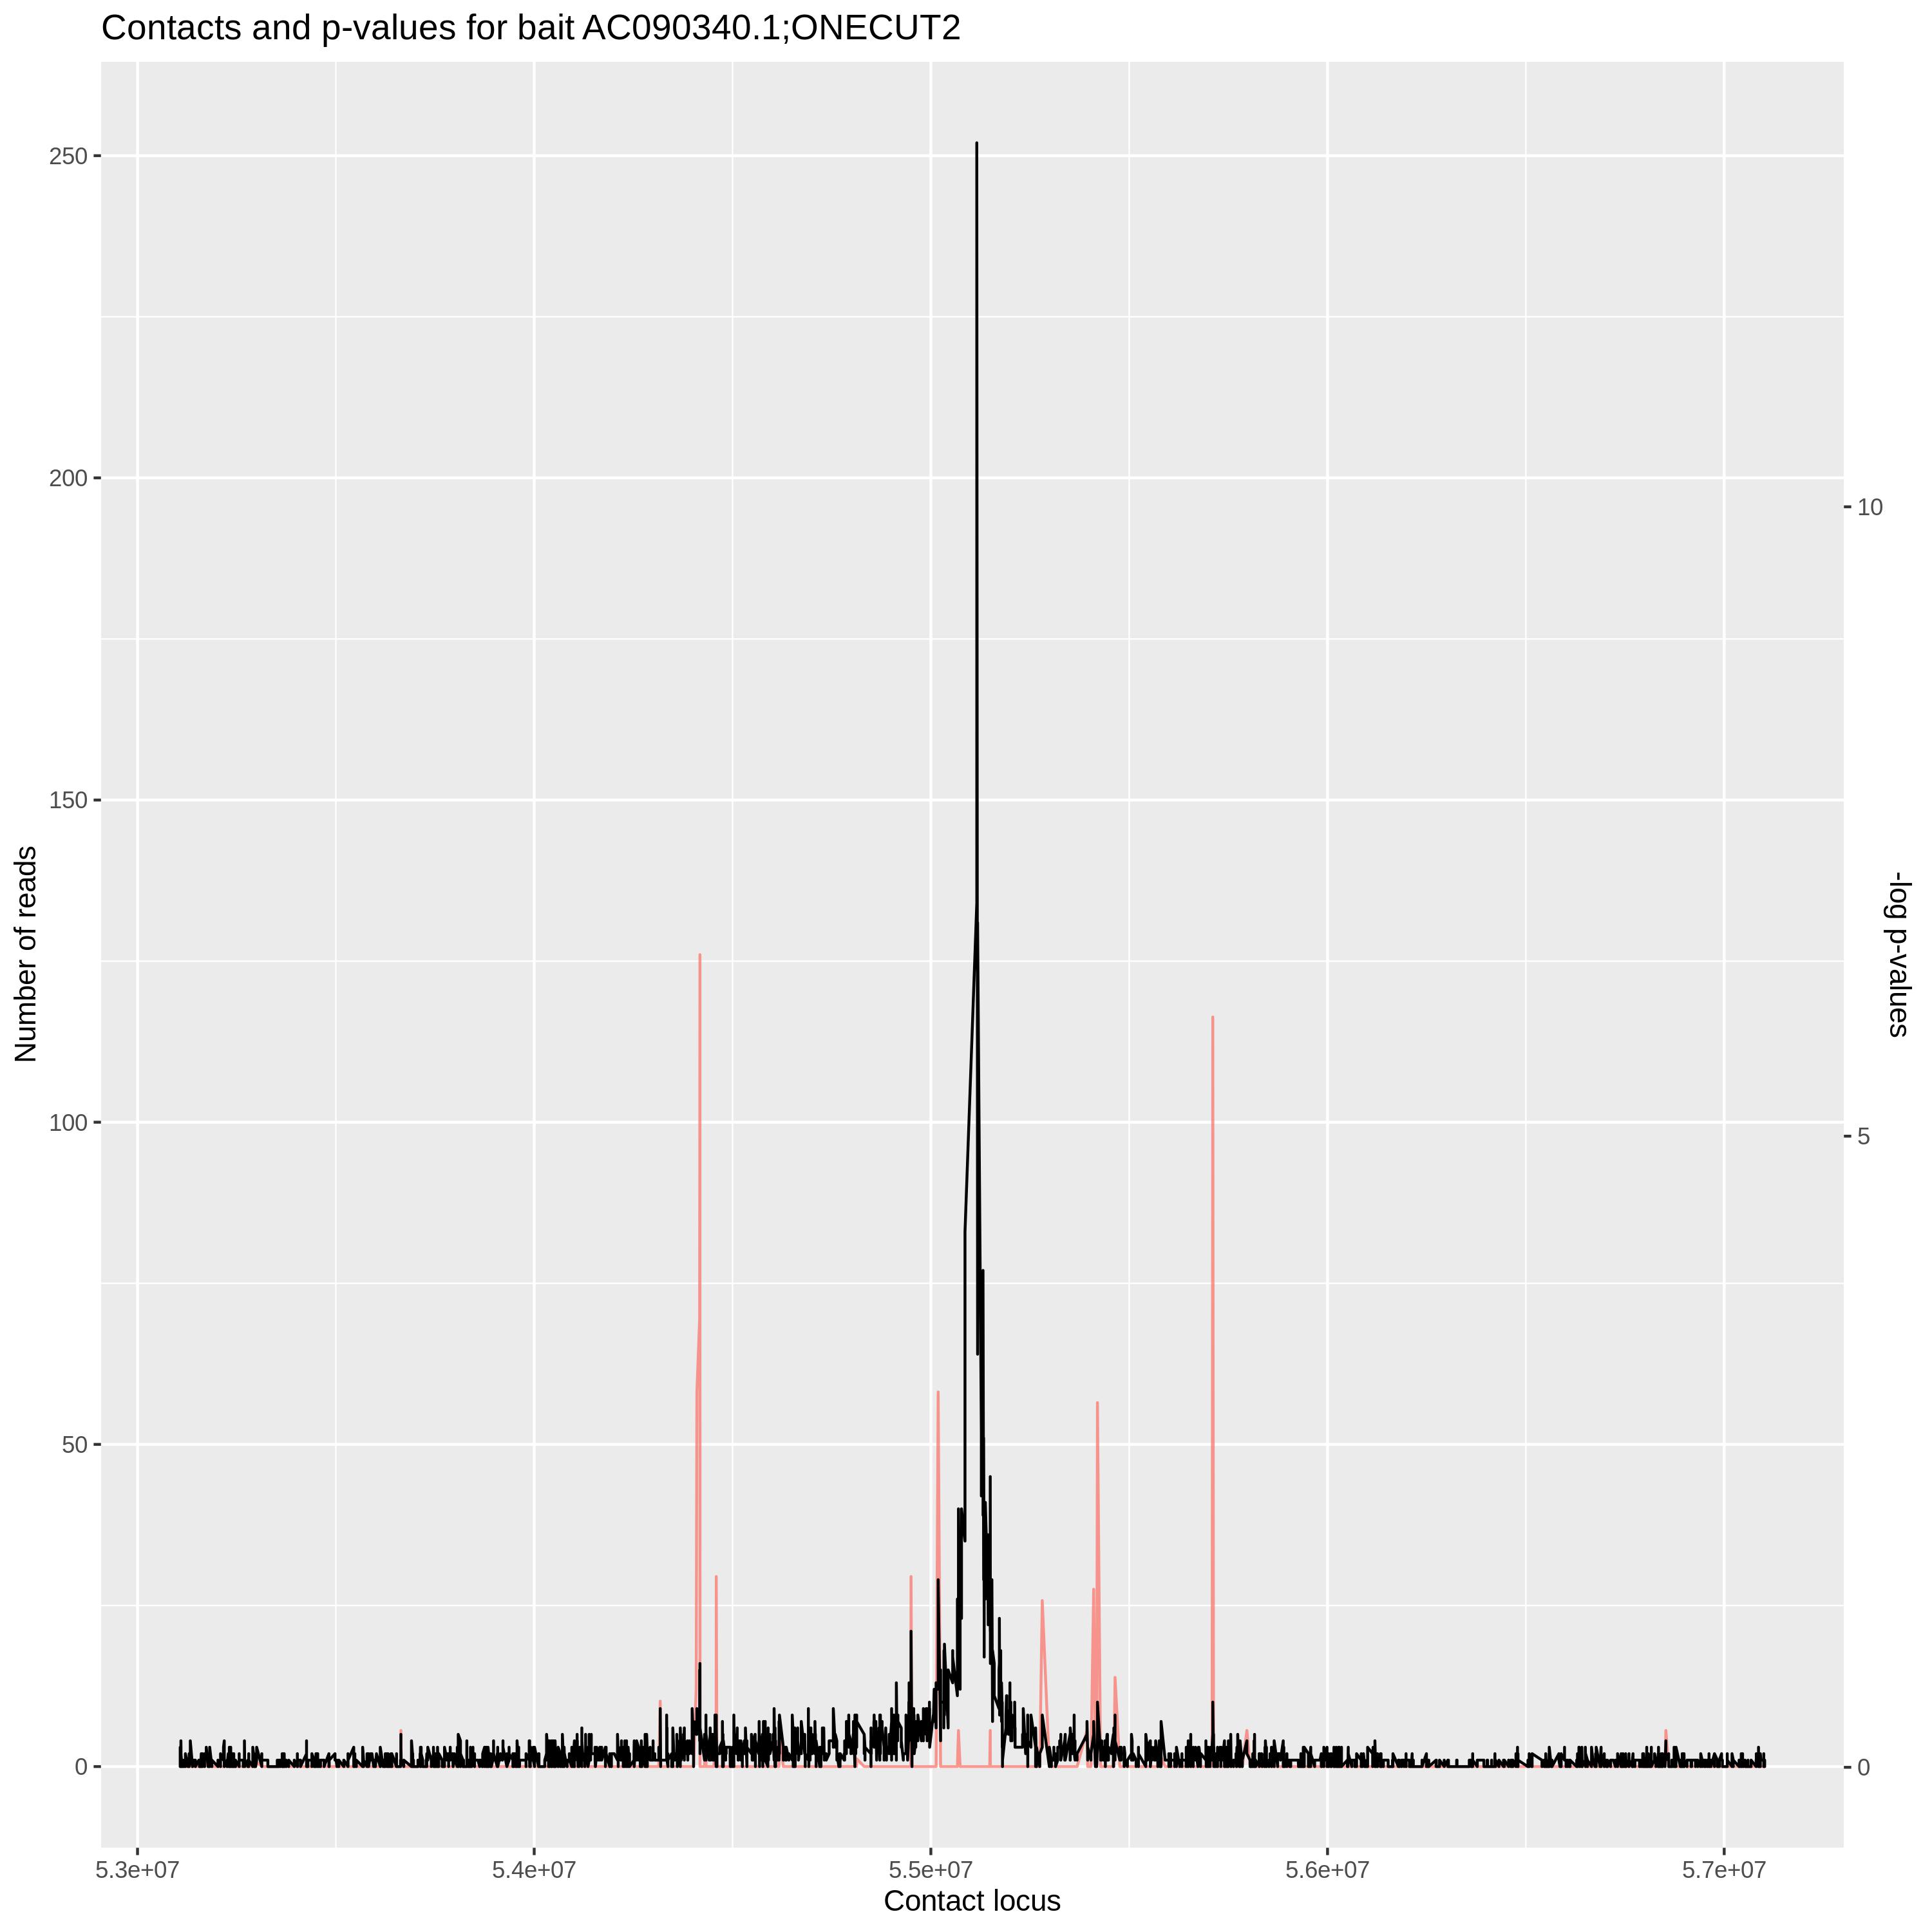 Contacts and p-values for bait AC090340.1;ONECUT2
250
200
150
100
50
0
Number of reads
10
5
0
-log p-values
5.3e+07
5.4e+07
5.5e+07
5.6e+07
5.7e+07
Contact locus